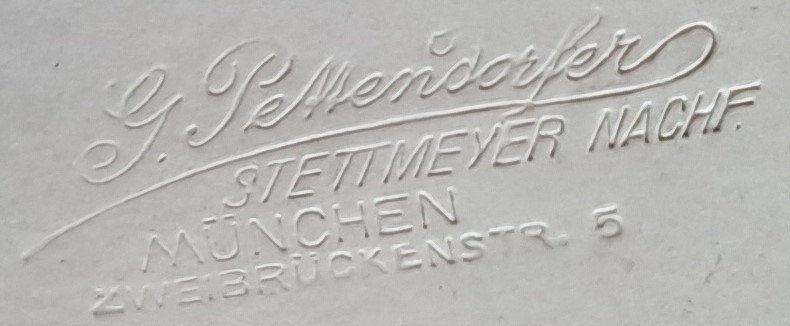 G. Pettendorfer
STETTMEYER NACHF.
MÜNCHEN
ZWEIBRÜCKENSTR. 5